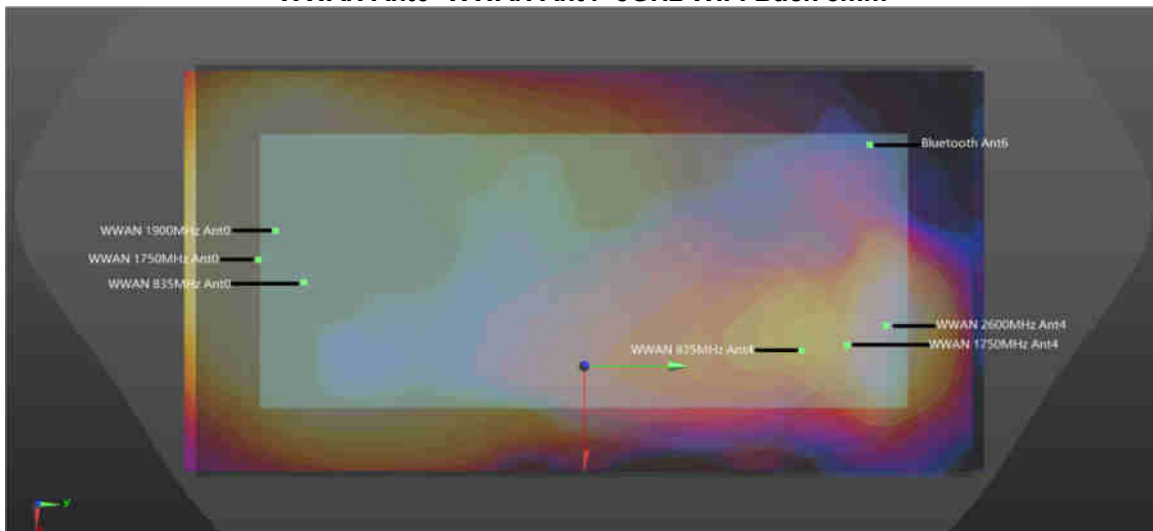 Bluetooth Ant6
WWAN 1900MHz Ant0
WWAN 1750MHz Ant0
WWAN 835MHz Ant0
WWAN 2600MHz Ant4
WWAN 835MHz Ant4
WWAN 1750MHz Ant4
y